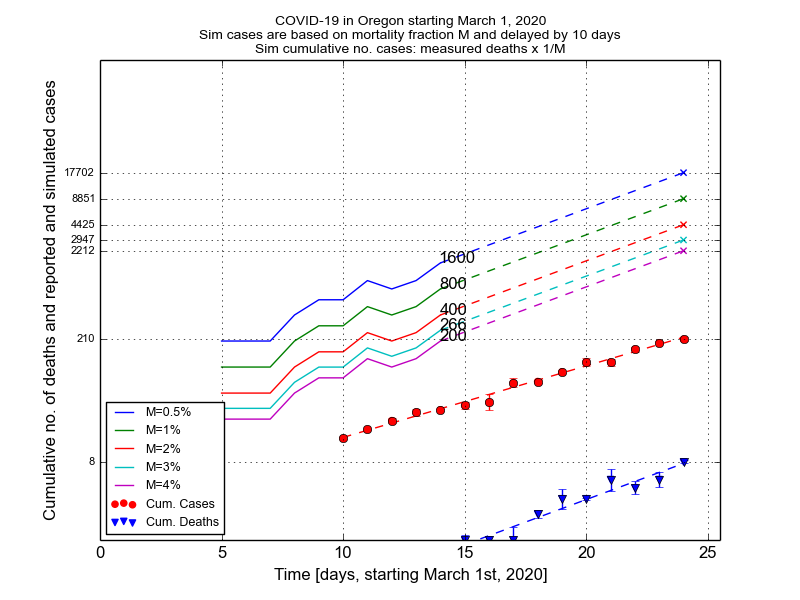 COVID-19 in Oregon starting March 1, 2020
Sim cases are based on mortality fraction M and delayed by 10 days
Sim cumulative no. cases: measured deaths x 1/M
Cumulative no. of deaths and reported and simulated cases
17702
8851
4425
2947
2212
210
8
1600
800
400
266
200
M=0.5%
M=1%
M=2%
M=3%
M=4%
Cum. Cases
Cum. Deaths
0 5 10 15 20 25
Time [days, starting March 1st, 2020]